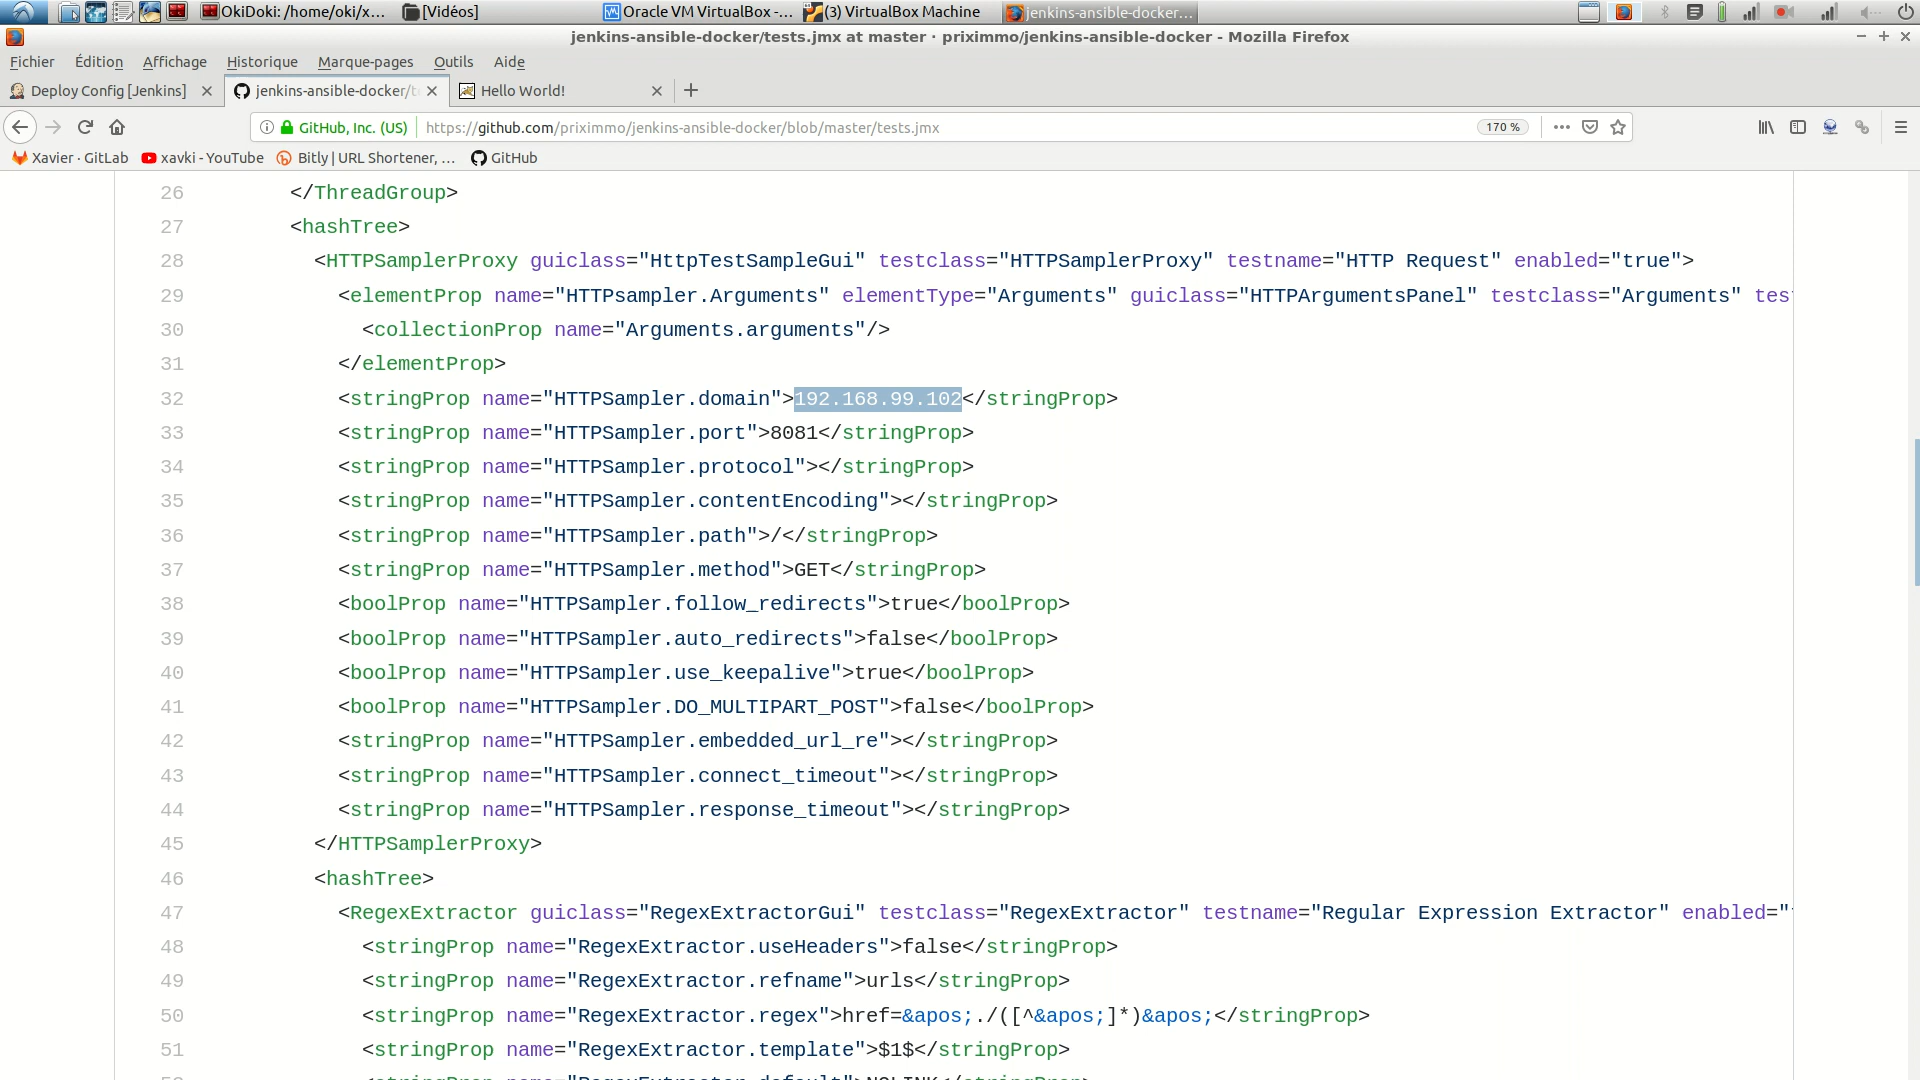 OkiDoki: /home/oki/x...
[Vidéos]
Oracle VM VirtualBox -...
(3) VirtualBox Machine
jenkins-ansible-docker...
jenkins-ansible-docker/tests.jmx at master · priximmo/jenkins-ansible-docker - Mozilla Firefox
Fichier Édition Affichage Historique Marque-pages Outils Aide
Deploy Config [Jenkins]
jenkins-ansible-docker/t
Hello World!
GitHub, Inc. (US) https://github.com/priximmo/jenkins-ansible-docker/blob/master/tests.jmx 170 %
Xavier · GitLab xavki - YouTube Bitly | URL Shortener, ... GitHub
26 </ThreadGroup>
27 <hashTree>
28 <HTTPSamplerProxy guiclass="HttpTestSampleGui" testclass="HTTPSamplerProxy" testname="HTTP Request" enabled="true">
29 <elementProp name="HTTPsampler.Arguments" elementType="Arguments" guiclass="HTTPArgumentsPanel" testclass="Arguments" tes
30 <collectionProp name="Arguments.arguments"/>
31 </elementProp>
32 <stringProp name="HTTPSampler.domain">192.168.99.102</stringProp>
33 <stringProp name="HTTPSampler.port">8081</stringProp>
34 <stringProp name="HTTPSampler.protocol"></stringProp>
35 <stringProp name="HTTPSampler.contentEncoding"></stringProp>
36 <stringProp name="HTTPSampler.path">/</stringProp>
37 <stringProp name="HTTPSampler.method">GET</stringProp>
38 <boolProp name="HTTPSampler.follow_redirects">true</boolProp>
39 <boolProp name="HTTPSampler.auto_redirects">false</boolProp>
40 <boolProp name="HTTPSampler.use_keepalive">true</boolProp>
41 <boolProp name="HTTPSampler.DO_MULTIPART_POST">false</boolProp>
42 <stringProp name="HTTPSampler.embedded_url_re"></stringProp>
43 <stringProp name="HTTPSampler.connect_timeout"></stringProp>
44 <stringProp name="HTTPSampler.response_timeout"></stringProp>
45 </HTTPSamplerProxy>
46 <hashTree>
47 <RegexExtractor guiclass="RegexExtractorGui" testclass="RegexExtractor" testname="Regular Expression Extractor" enabled="
48 <stringProp name="RegexExtractor.useHeaders">false</stringProp>
49 <stringProp name="RegexExtractor.refname">urls</stringProp>
50 <stringProp name="RegexExtractor.regex">href=&apos;./([^&apos;]*)&apos;</stringProp>
51 <stringProp name="RegexExtractor.template">$1$</stringProp>